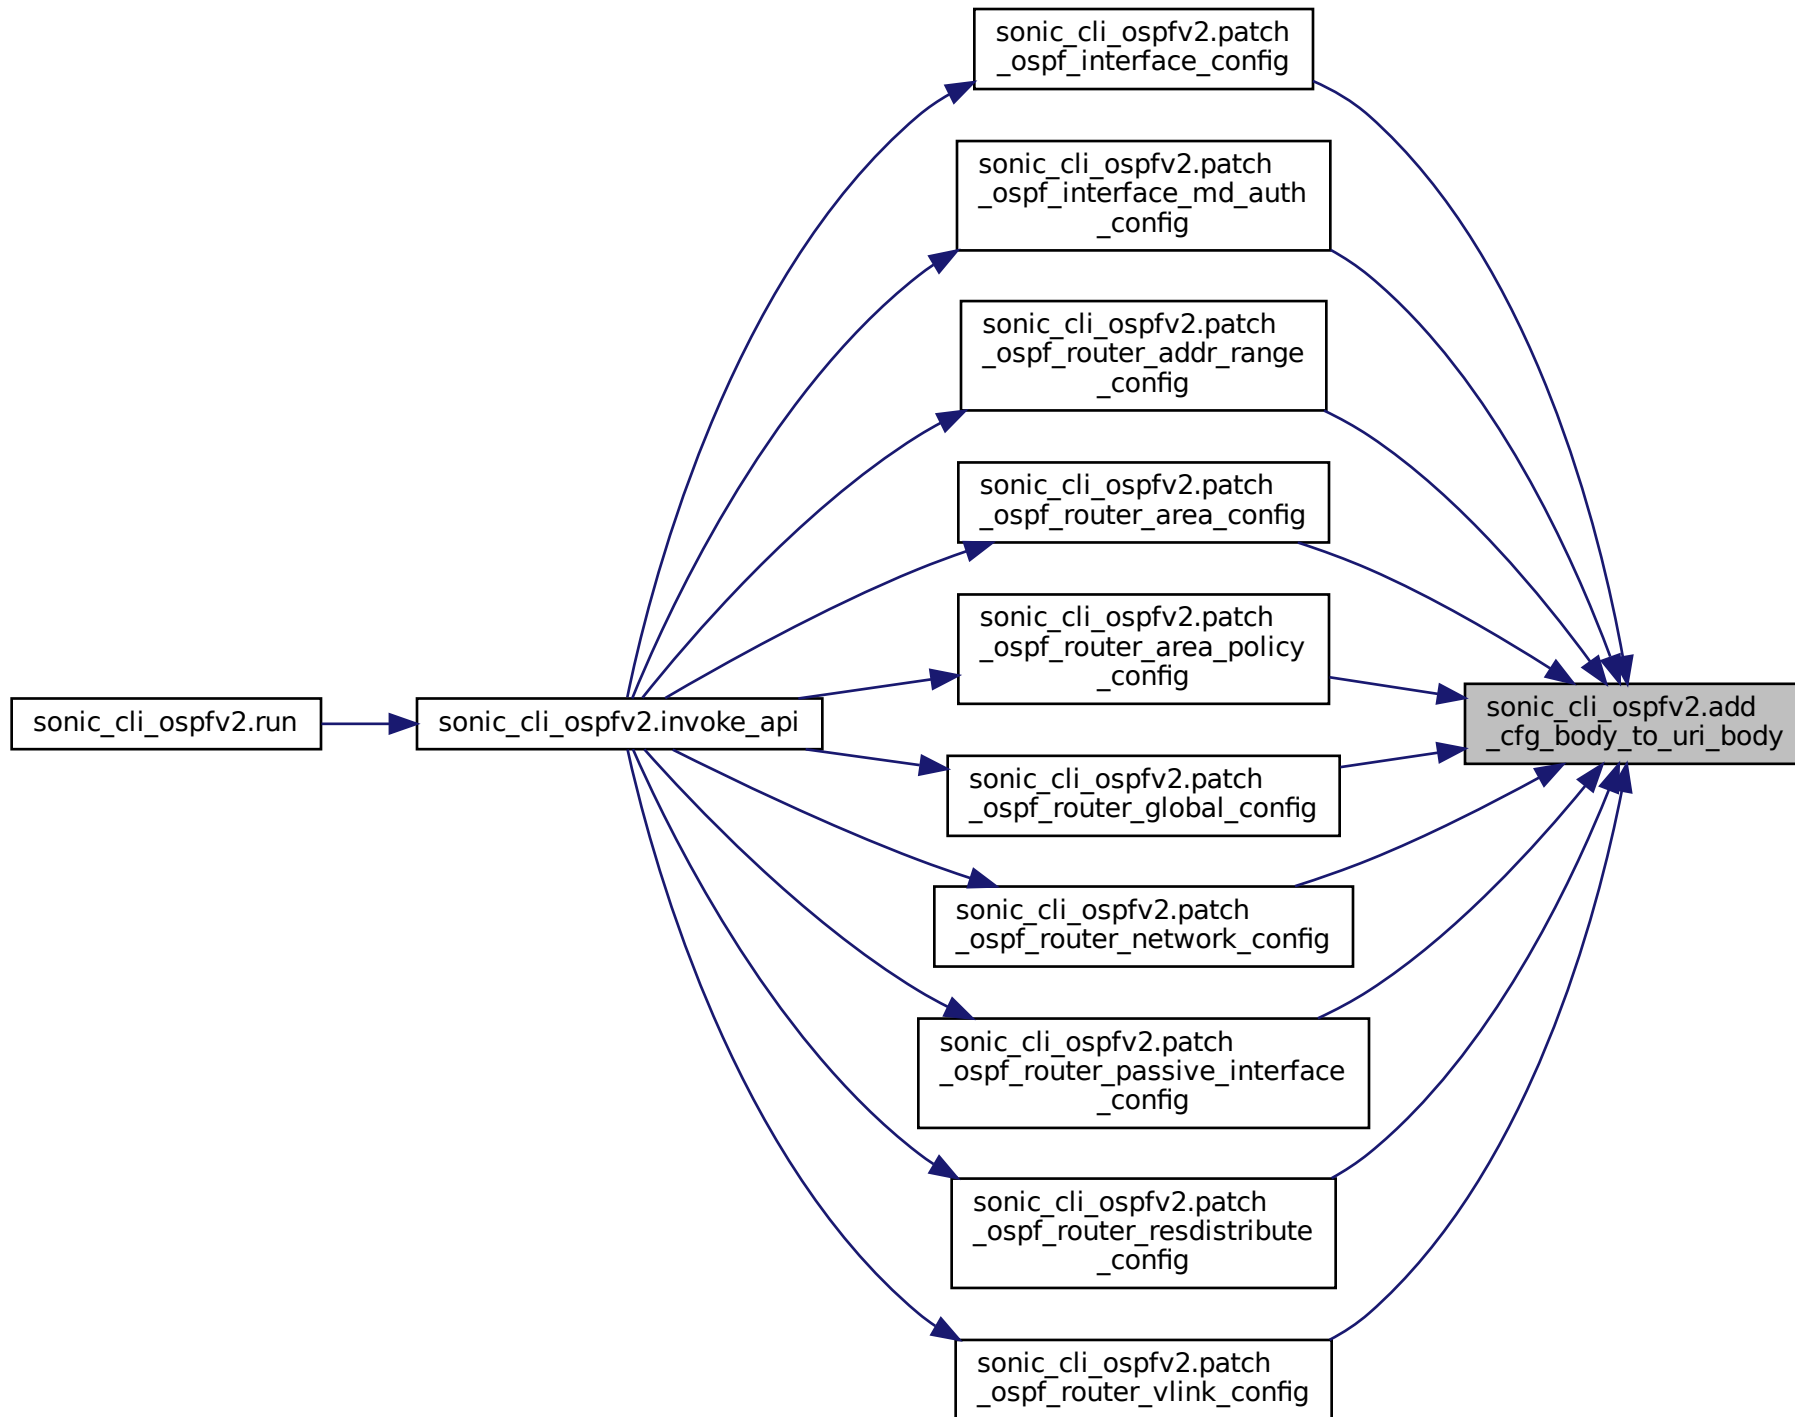 sonic_cli_ospfv2.patch
_ospf_interface_config
sonic_cli_ospfv2.patch
_ospf_interface_md_auth
_config
sonic_cli_ospfv2.patch
_ospf_router_addr_range
_config
sonic_cli_ospfv2.patch
_ospf_router_area_config
sonic_cli_ospfv2.patch
_ospf_router_area_policy
_config
sonic_cli_ospfv2.run
sonic_cli_ospfv2.invoke_api
sonic_cli_ospfv2.add
_cfg_body_to_uri_body
sonic_cli_ospfv2.patch
_ospf_router_global_config
sonic_cli_ospfv2.patch
_ospf_router_network_config
sonic_cli_ospfv2.patch
_ospf_router_passive_interface
_config
sonic_cli_ospfv2.patch
_ospf_router_resdistribute
_config
sonic_cli_ospfv2.patch
_ospf_router_vlink_config